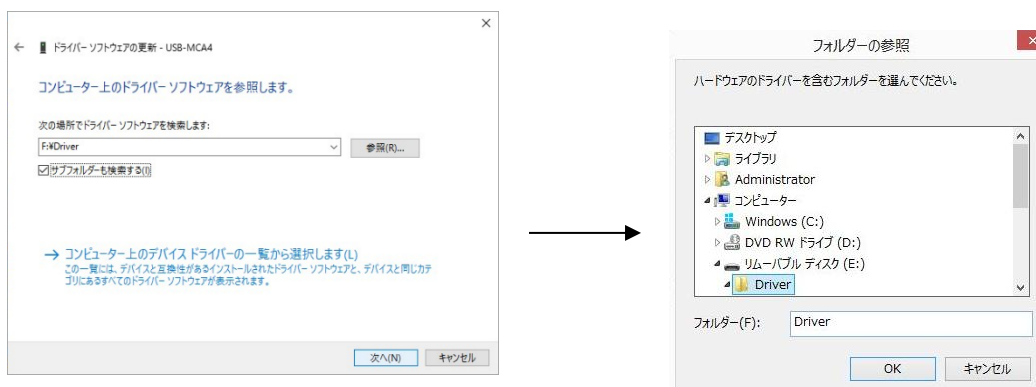 ドライバー ソフトウェアの更新 - USB-MCA4
コンピューター上のドライバー ソフトウェアを参照します。
次の場所でドライバー ソフトウェアを検索します:
F:¥Driver
参照(R)...
サブフォルダーも検索する(I)
コンピューター上のデバイス ドライバーの一覧から選択します(L)
この一覧には、デバイスと互換性があるインストールされたドライバー ソフトウェアと、デバイスと同じカテ
ゴリにあるすべてのドライバー ソフトウェアが表示されます。
次へ(N)
キャンセル
フォルダーの参照
ハードウェアのドライバーを含むフォルダーを選んでください。
デスクトップ
ライブラリ
Administrator
コンピューター
Windows (C:)
DVD RW ドライブ (D:)
リムーバブル ディスク (E:)
Driver
フォルダー(F):
Driver
OK
キャンセル